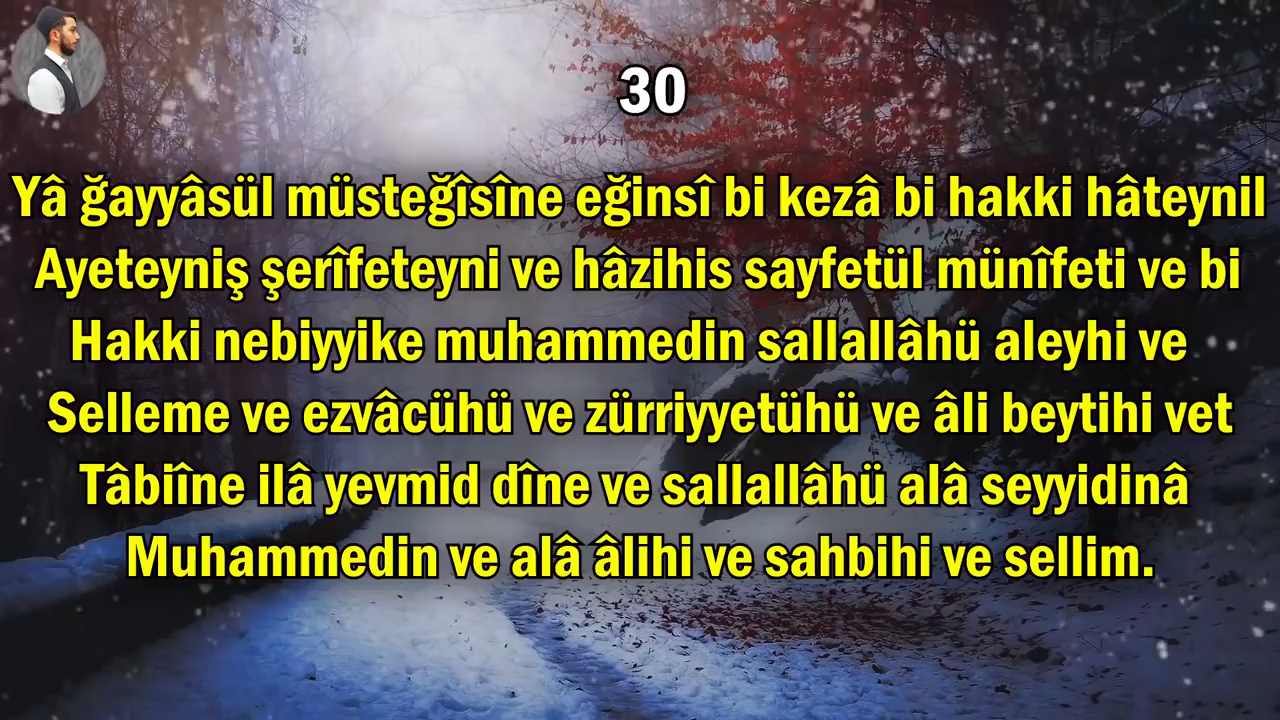 30
Yâ ğayyâsül müsteğîsîne eğinsî bi kezâ bi hakki hâteynil
Ayeteyniş şerîfeteyni ve hâzihis sayfetül münîfeti ve bi
Hakki nebiyyike muhammedin sallallâhü aleyhi ve
Selleme ve ezvâcühü ve zürriyyetühü ve âli beytihi vet
Tâbiîne ilâ yevmid dîne ve sallallâhü alâ seyyidinâ
Muhammedin ve alâ âlihi ve sahbihi ve sellim.